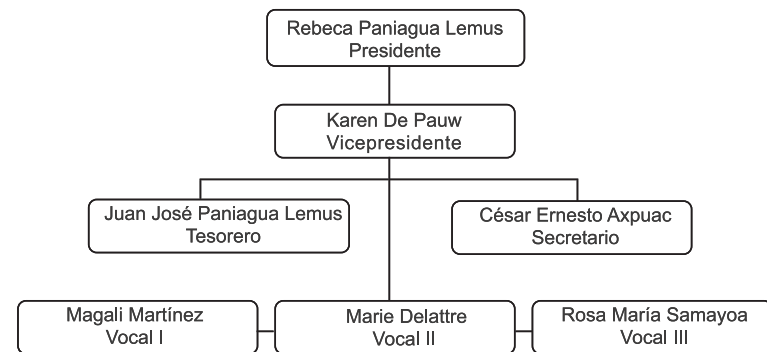 Rebeca Paniagua Lemus
Presidente
Karen De Pauw
Vicepresidente
Juan José Paniagua Lemus
Tesorero
César Ernesto Axpuac
Secretario
Magali Martínez
Vocal I
Marie Delattre
Vocal II
Rosa María Samayoa
Vocal III